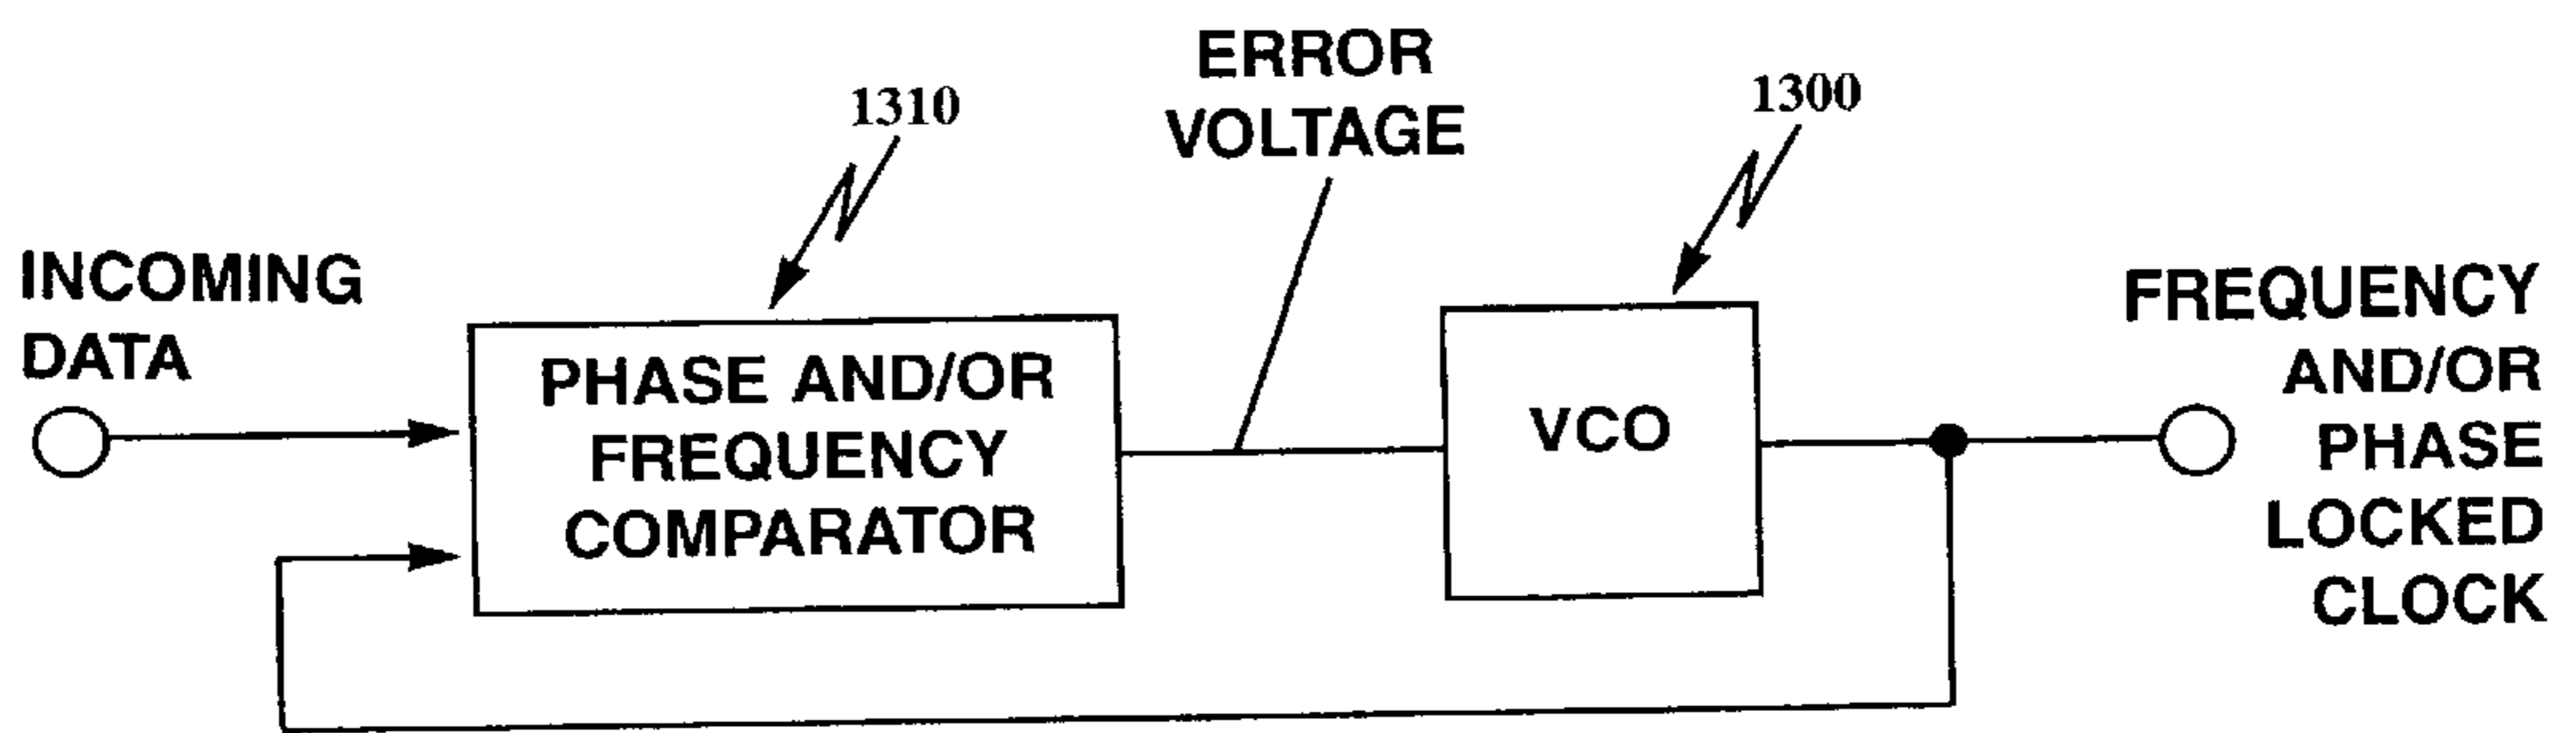 INCOMING
DATA
1310
PHASE AND/OR
FREQUENCY
COMPARATOR
ERROR
VOLTAGE
1300
VCO
FREQUENCY
AND/OR
PHASE
LOCKED
CLOCK